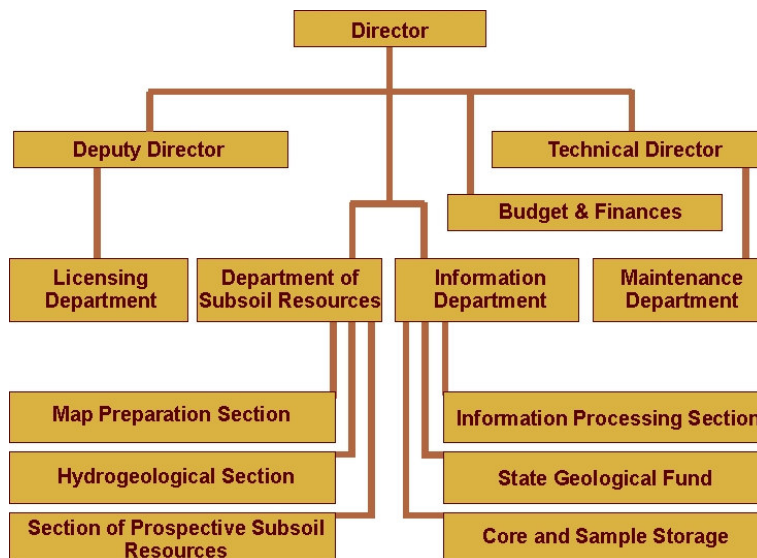 Director
Deputy Director
Technical Director
Budget & Finances
Licensing
Department
Department of
Subsoil Resources
Information
Department
Maintenance
Department
Map Preparation Section
Information Processing Section
Hydrogeological Section
State Geological Fund
Section of Prospective Subsoil
Resources
Core and Sample Storage